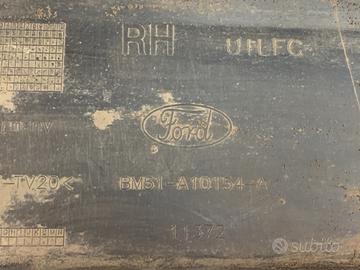 RH
UTLFC
Ford
-TV20<
BM51-A10154-A
11372
subito